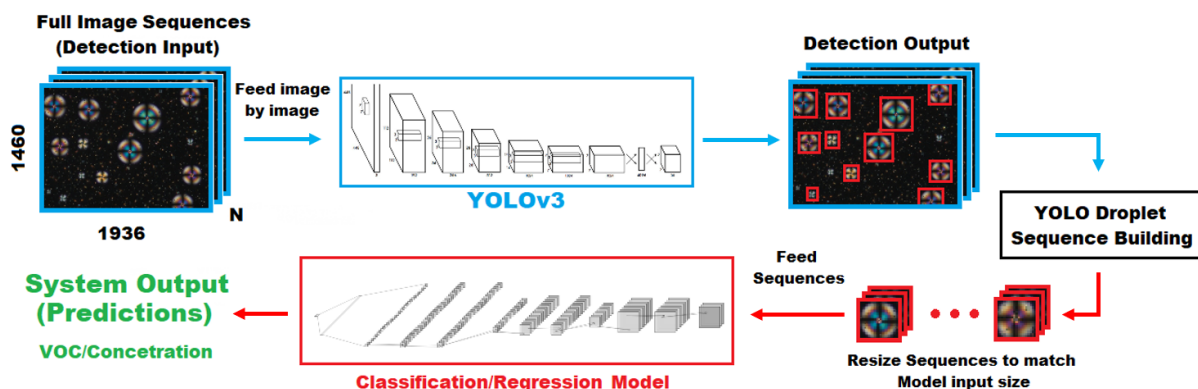 Full Image Sequences
(Detection Input)
1460
1936
N
Feed image
by image
YOLOv3
Detection Output
YOLO Droplet
Sequence Building
Feed
Sequences
Resize Sequences to match
Model input size
Classification/Regression Model
System Output
(Predictions)
VOC/Concetration